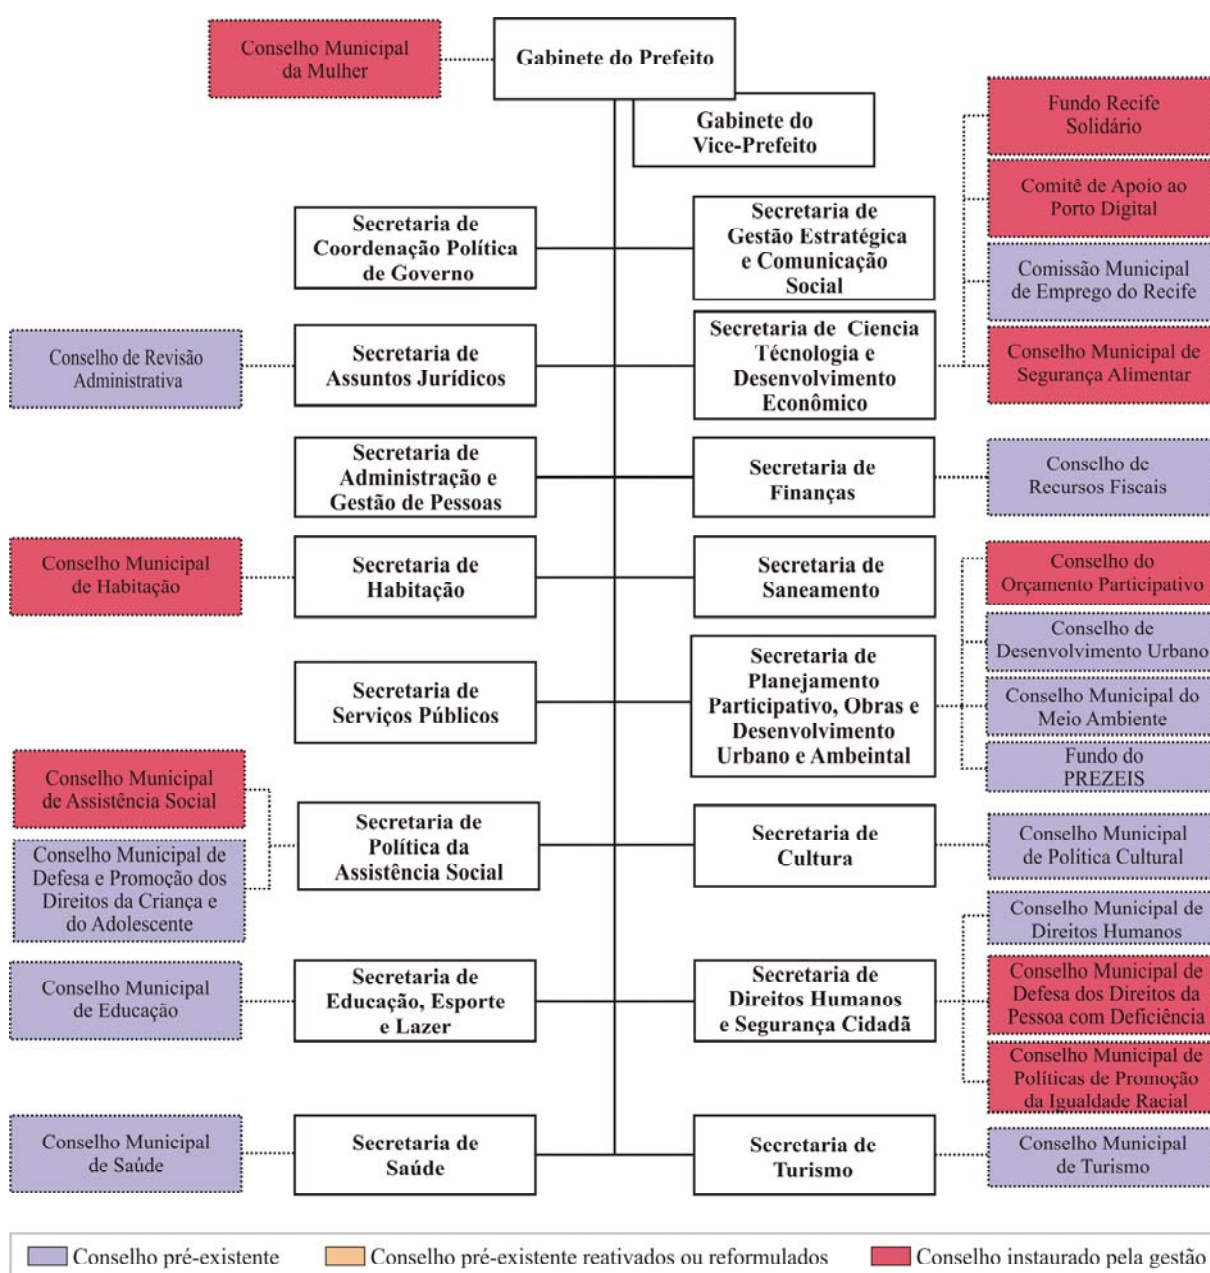 Conselho Municipal
da Mulher
Gabinete do Prefeito
Gabinete do
Vice-Prefeito
Fundo Recife
Solidário
Comitê de Apoio ao
Porto Digital
Comissão Municipal
de Emprego do Recife
Conselho Municipal de
Segurança Alimentar
Secretaria de
Coordenação Política
de Governo
Secretaria de
Gestão Estratégica
e Comunicação
Social
Conselho de Revisão
Administrativa
Secretaria de
Assuntos Jurídicos
Secretaria de Ciencia
Técnologia e
Desenvolvimento
Econômico
Secretaria de
Administração e
Gestão de Pessoas
Secretaria de
Finanças
Conselho de
Recursos Fiscais
Conselho Municipal
de Habitação
Secretaria de
Habitação
Secretaria de
Saneamento
Conselho do
Orçamento Participativo
Conselho de
Desenvolvimento Urbano
Conselho Municipal do
Meio Ambiente
Fundo do
PREZEIS
Secretaria de
Serviços Públicos
Secretaria de
Planejamento
Participativo, Obras e
Desenvolvimento
Urbano e Ambeintal
Conselho Municipal
de Assistência Social
Conselho Municipal de
Defesa e Promoção dos
Direitos da Criança e
do Adolescente
Secretaria de
Política da
Assistência Social
Secretaria de
Cultura
Conselho Municipal
de Política Cultural
Conselho Municipal de
Direitos Humanos
Conselho Municipal de
Defesa dos Direitos da
Pessoa com Deficiência
Conselho Municipal de
Políticas de Promoção
da Igualdade Racial
Conselho Municipal
de Educação
Secretaria de
Educação, Esporte
e Lazer
Secretaria de
Direitos Humanos
e Segurança Cidadã
Conselho Municipal
de Saúde
Secretaria de
Saúde
Secretaria de
Turismo
Conselho Municipal
de Turismo
Conselho pré-existente
Conselho pré-existente reativados ou reformulados
Conselho instaurado pela gestão